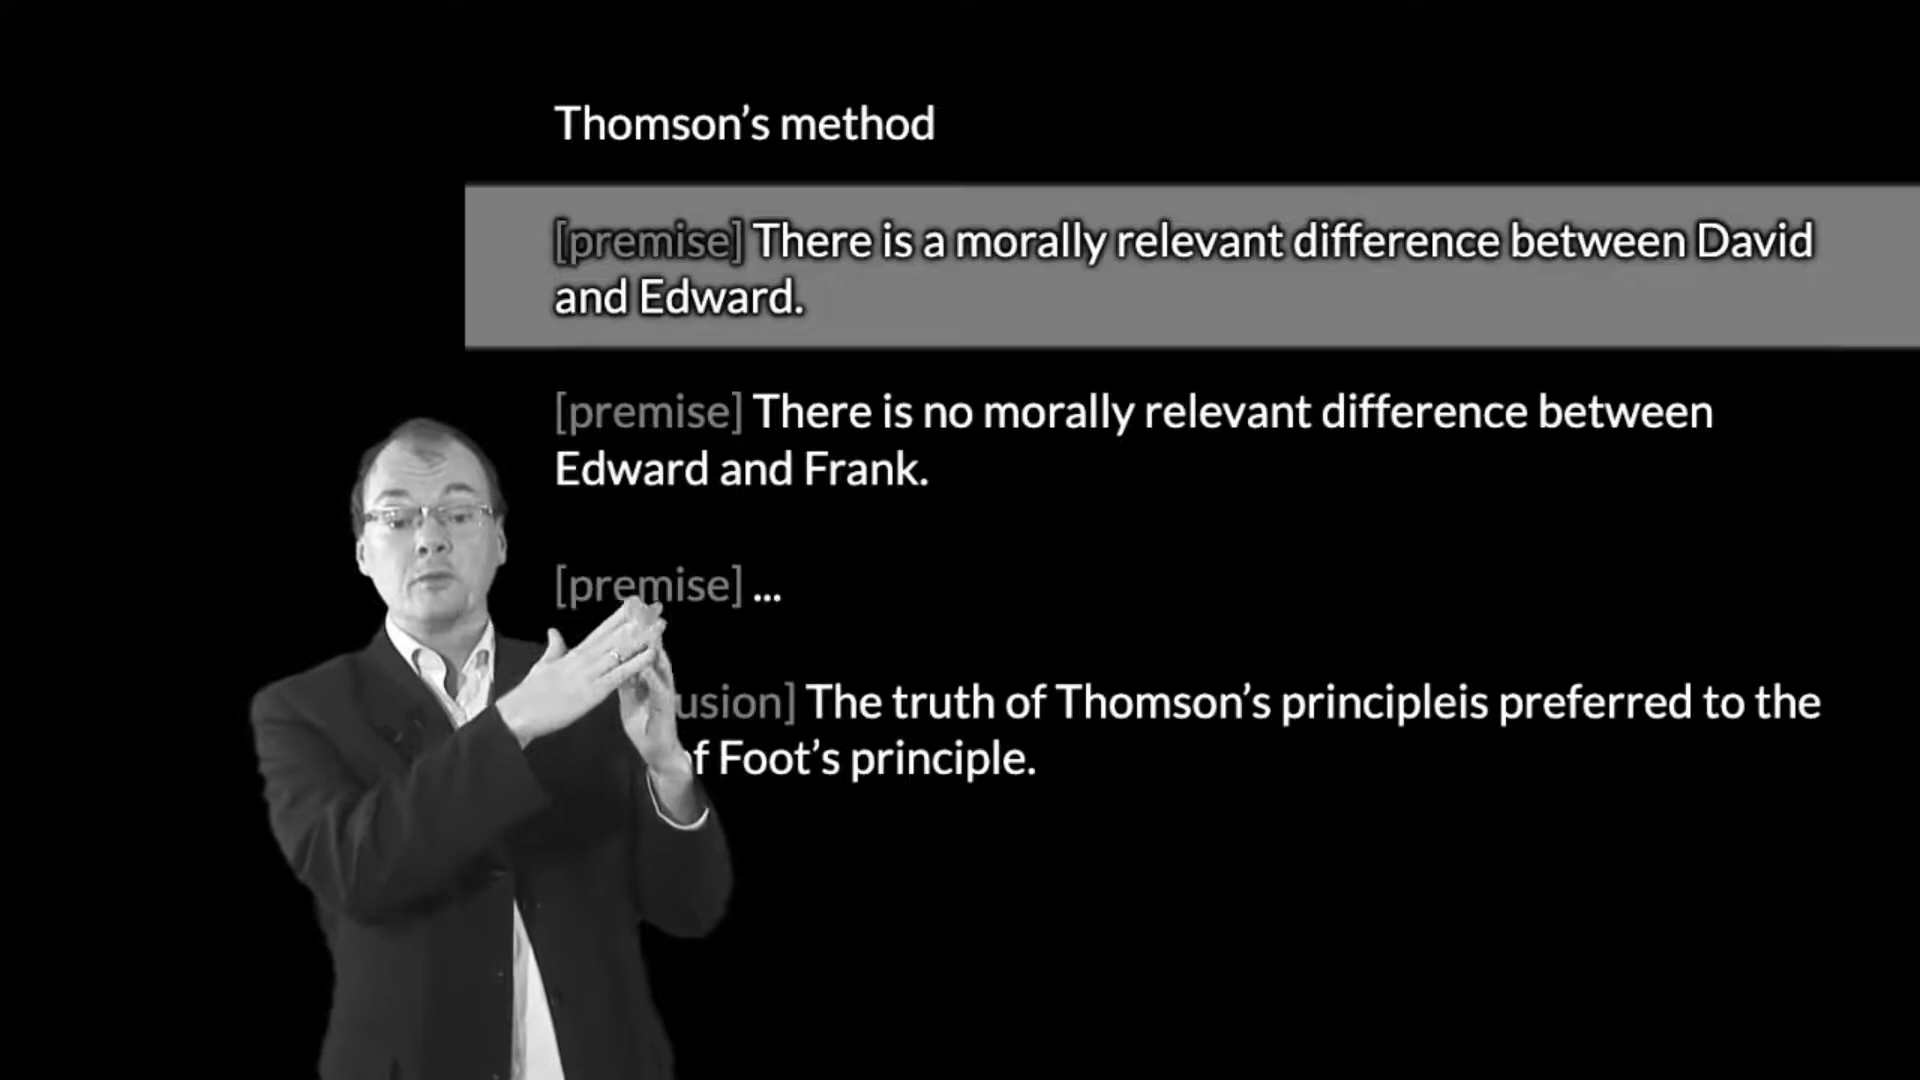 Thomson’s method
[premise] There is a morally relevant difference between David
and Edward.
[premise] There is no morally relevant difference between
Edward and Frank.
[premise] ...
usion] The truth of Thomson’s principleis preferred to the
of Foot’s principle.